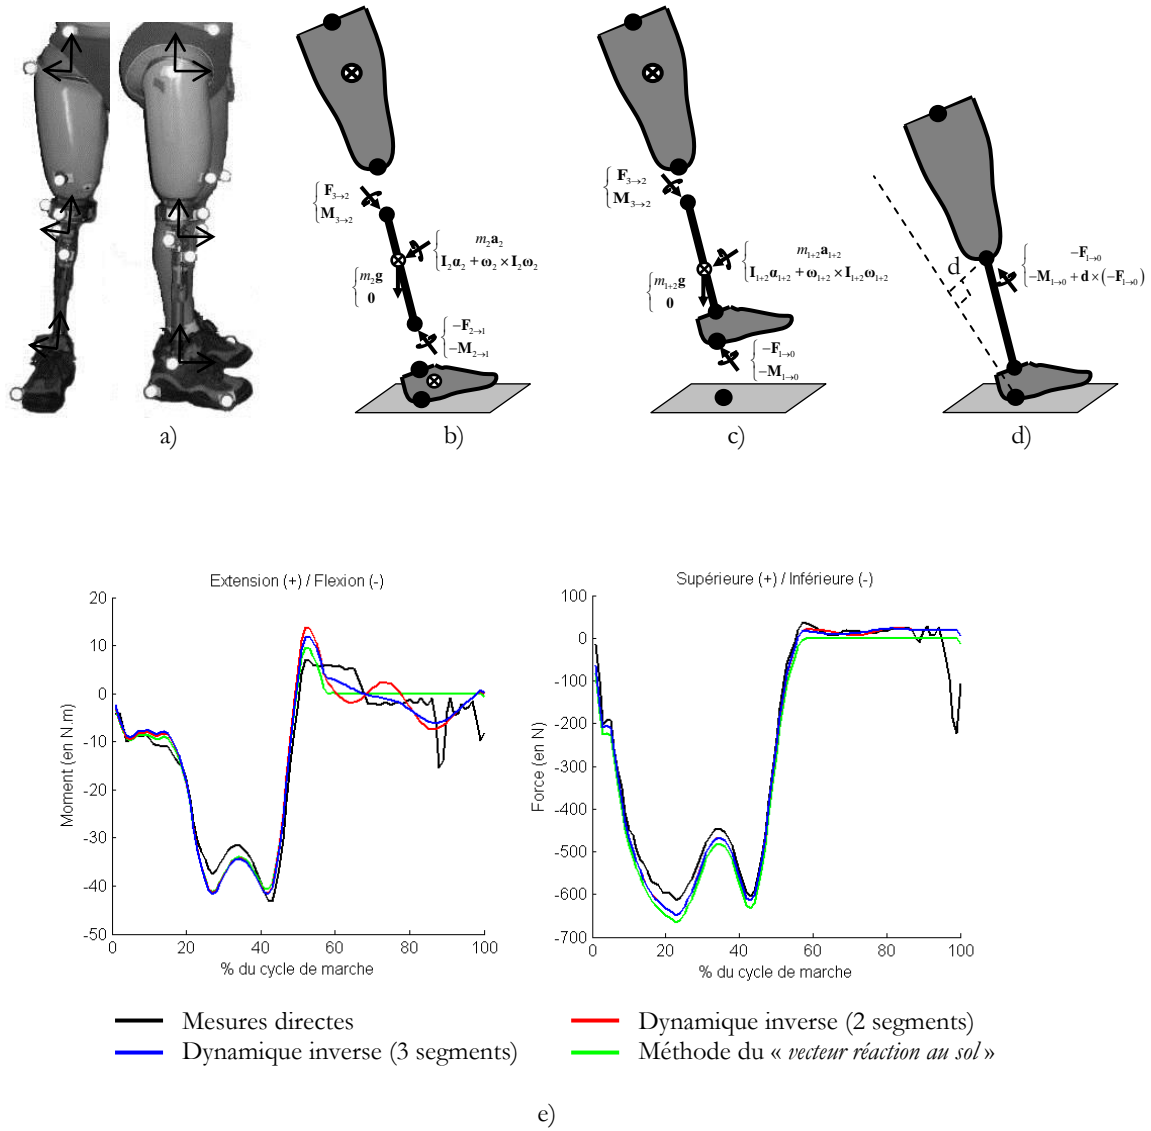 F3→2
M3→2
m2a2
I2α2 + ω2 × I2ω2
m2g
0
−F2→1
−M2→1
F3→2
M3→2
m1+2a1+2
I1+2α1+2 + ω1+2 × I1+2ω1+2
m1+2g
0
−F1→0
−M1→0
d
−F1→0
−M1→0 + d × (−F1→0)
a)
b)
c)
d)
Extension (+) / Flexion (-)
20
10
0
-10
-20
-30
-40
-50
Moment (en N.m)
0
20
40
60
80
100
% du cycle de marche
Supérieure (+) / Inférieure (-)
100
0
-100
-200
-300
-400
-500
-600
-700
Force (en N)
0
20
40
60
80
100
% du cycle de marche
Mesures directes
Dynamique inverse (3 segments)
Dynamique inverse (2 segments)
Méthode du « vecteur réaction au sol »
e)